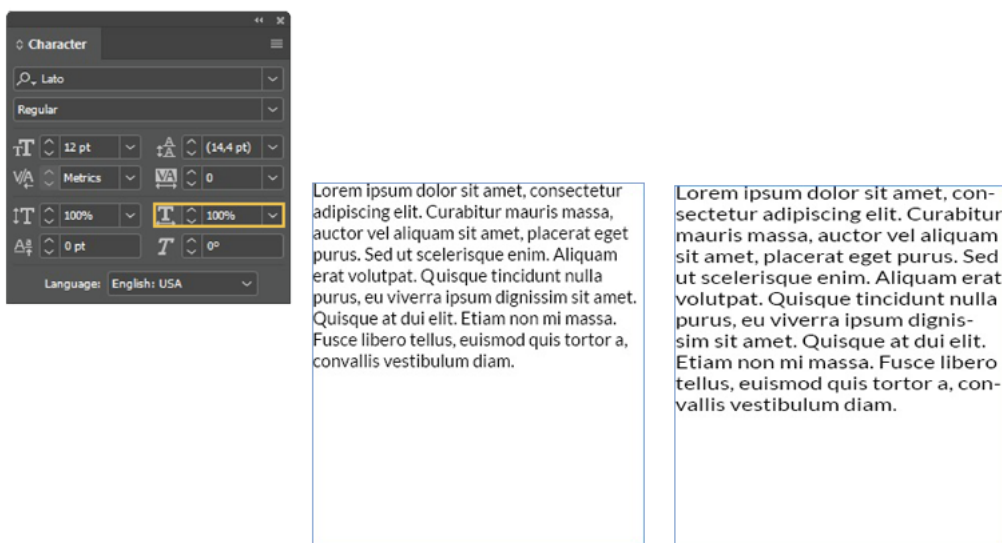 Character
Lato
Regular
12 pt
(14,4 pt)
Metrics
0
100%
100%
0 pt
0°
Language: English: USA
Lorem ipsum dolor sit amet, consectetur
adipiscing elit. Curabitur mauris massa,
auctor vel aliquam sit amet, placerat eget
purus. Sed ut scelerisque enim. Aliquam
erat volutpat. Quisque tincidunt nulla
purus, eu viverra ipsum dignissim sit amet.
Quisque at dui elit. Etiam non mi massa.
Fusce libero tellus, euismod quis tortor a,
convallis vestibulum diam.
Lorem ipsum dolor sit amet, con-
sectetur adipiscing elit. Curabitur
mauris massa, auctor vel aliquam
sit amet, placerat eget purus. Sed
ut scelerisque enim. Aliquam erat
volutpat. Quisque tincidunt nulla
purus, eu viverra ipsum dignis-
sim sit amet. Quisque at dui elit.
Etiam non mi massa. Fusce libero
tellus, euismod quis tortor a, con-
vallis vestibulum diam.